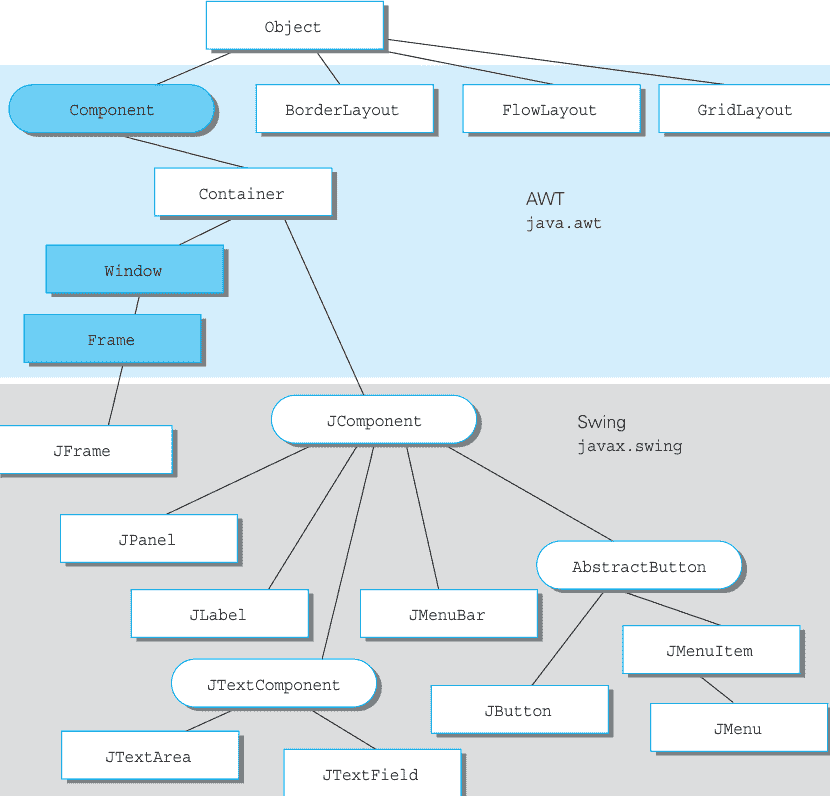 Object
Component
BorderLayout
FlowLayout
GridLayout
Container
AWT
java.awt
Window
Frame
JComponent
Swing
javax.swing
JFrame
JPanel
AbstractButton
JLabel
JMenuBar
JMenuItem
JTextComponent
JButton
JMenu
JTextArea
JTextField